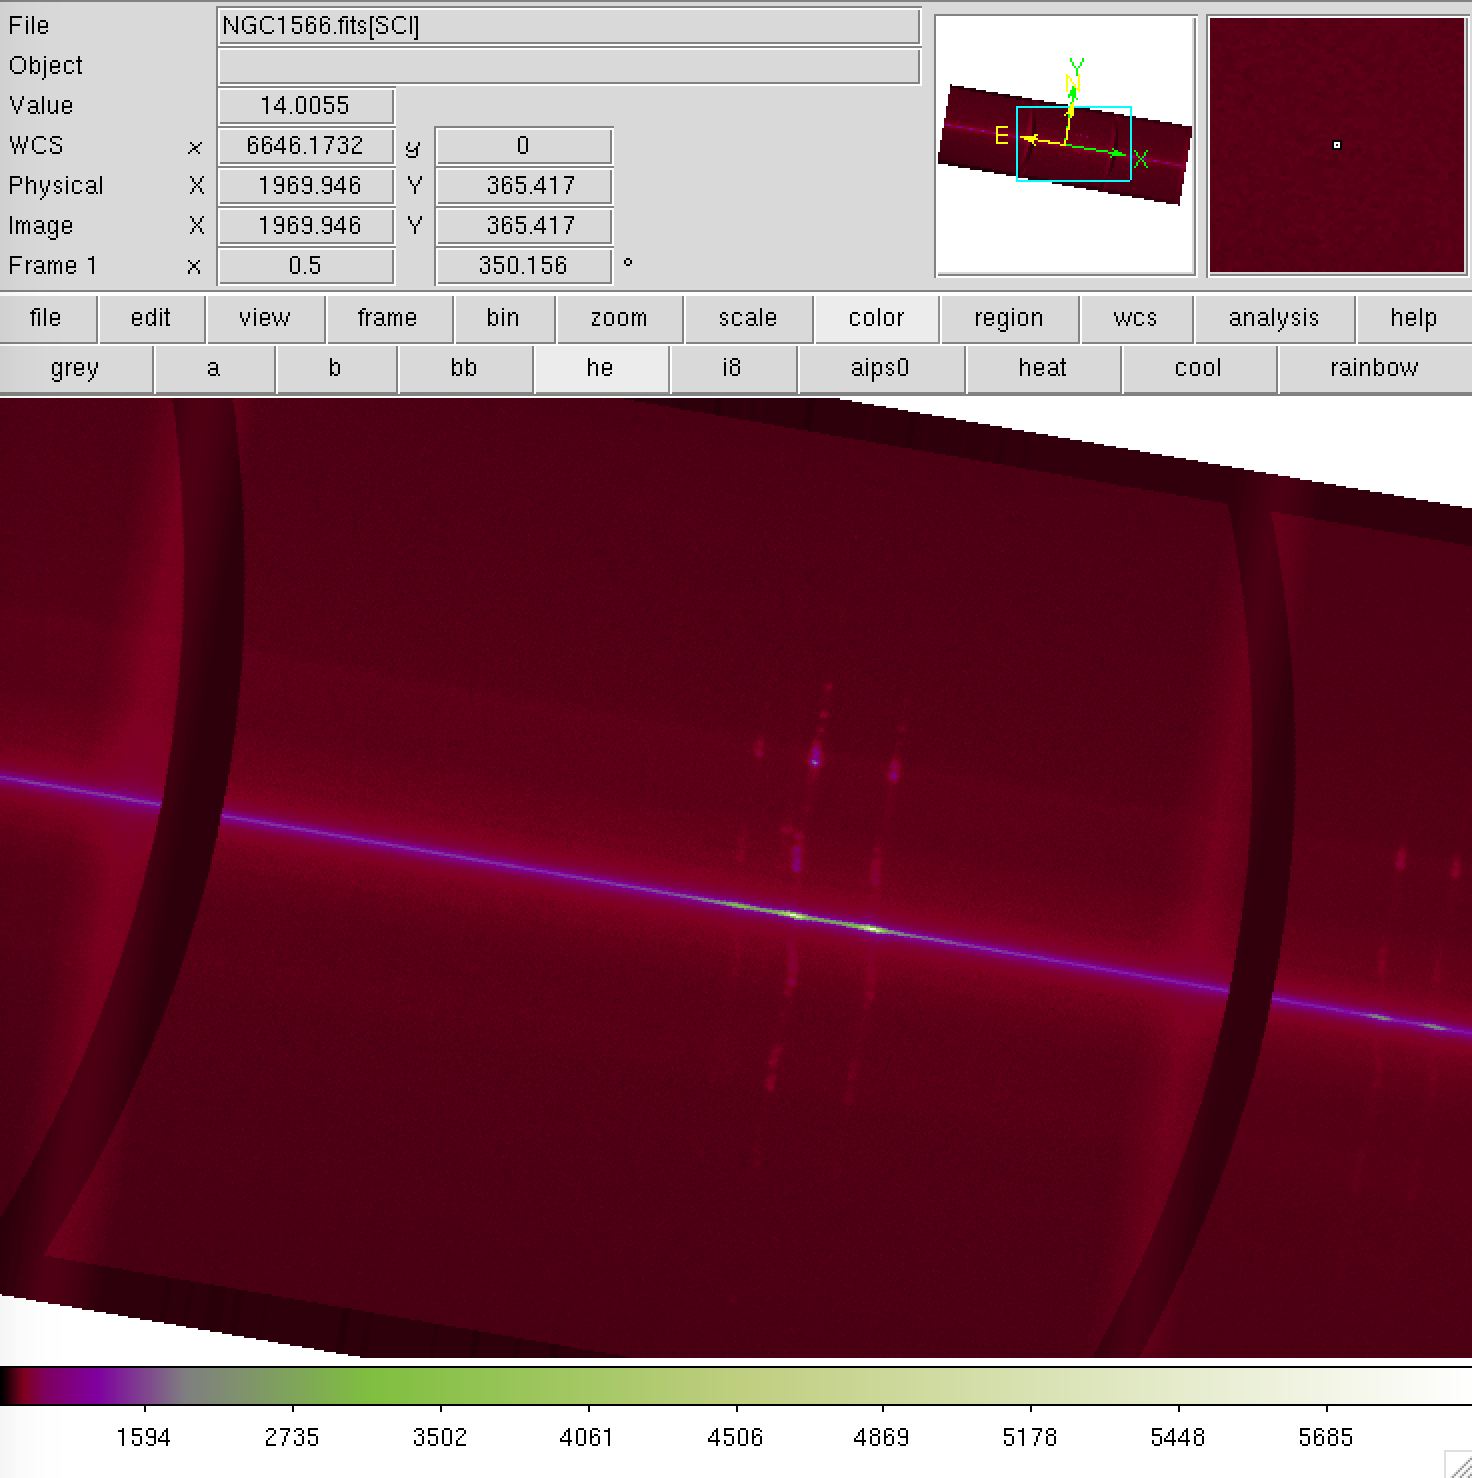 File NGC1566.fits[SCI]
Object
Value 14.0055
WCS x 6646.1732 y 0
Physical X 1969.946 Y 365.417
Image X 1969.946 Y 365.417
Frame 1 x 0.5 350.156 °
Y
N
E
X
file edit view frame bin zoom scale color region wcs analysis help
grey a b bb he i8 aips0 heat cool rainbow
1594 2735 3502 4061 4506 4869 5178 5448 5685